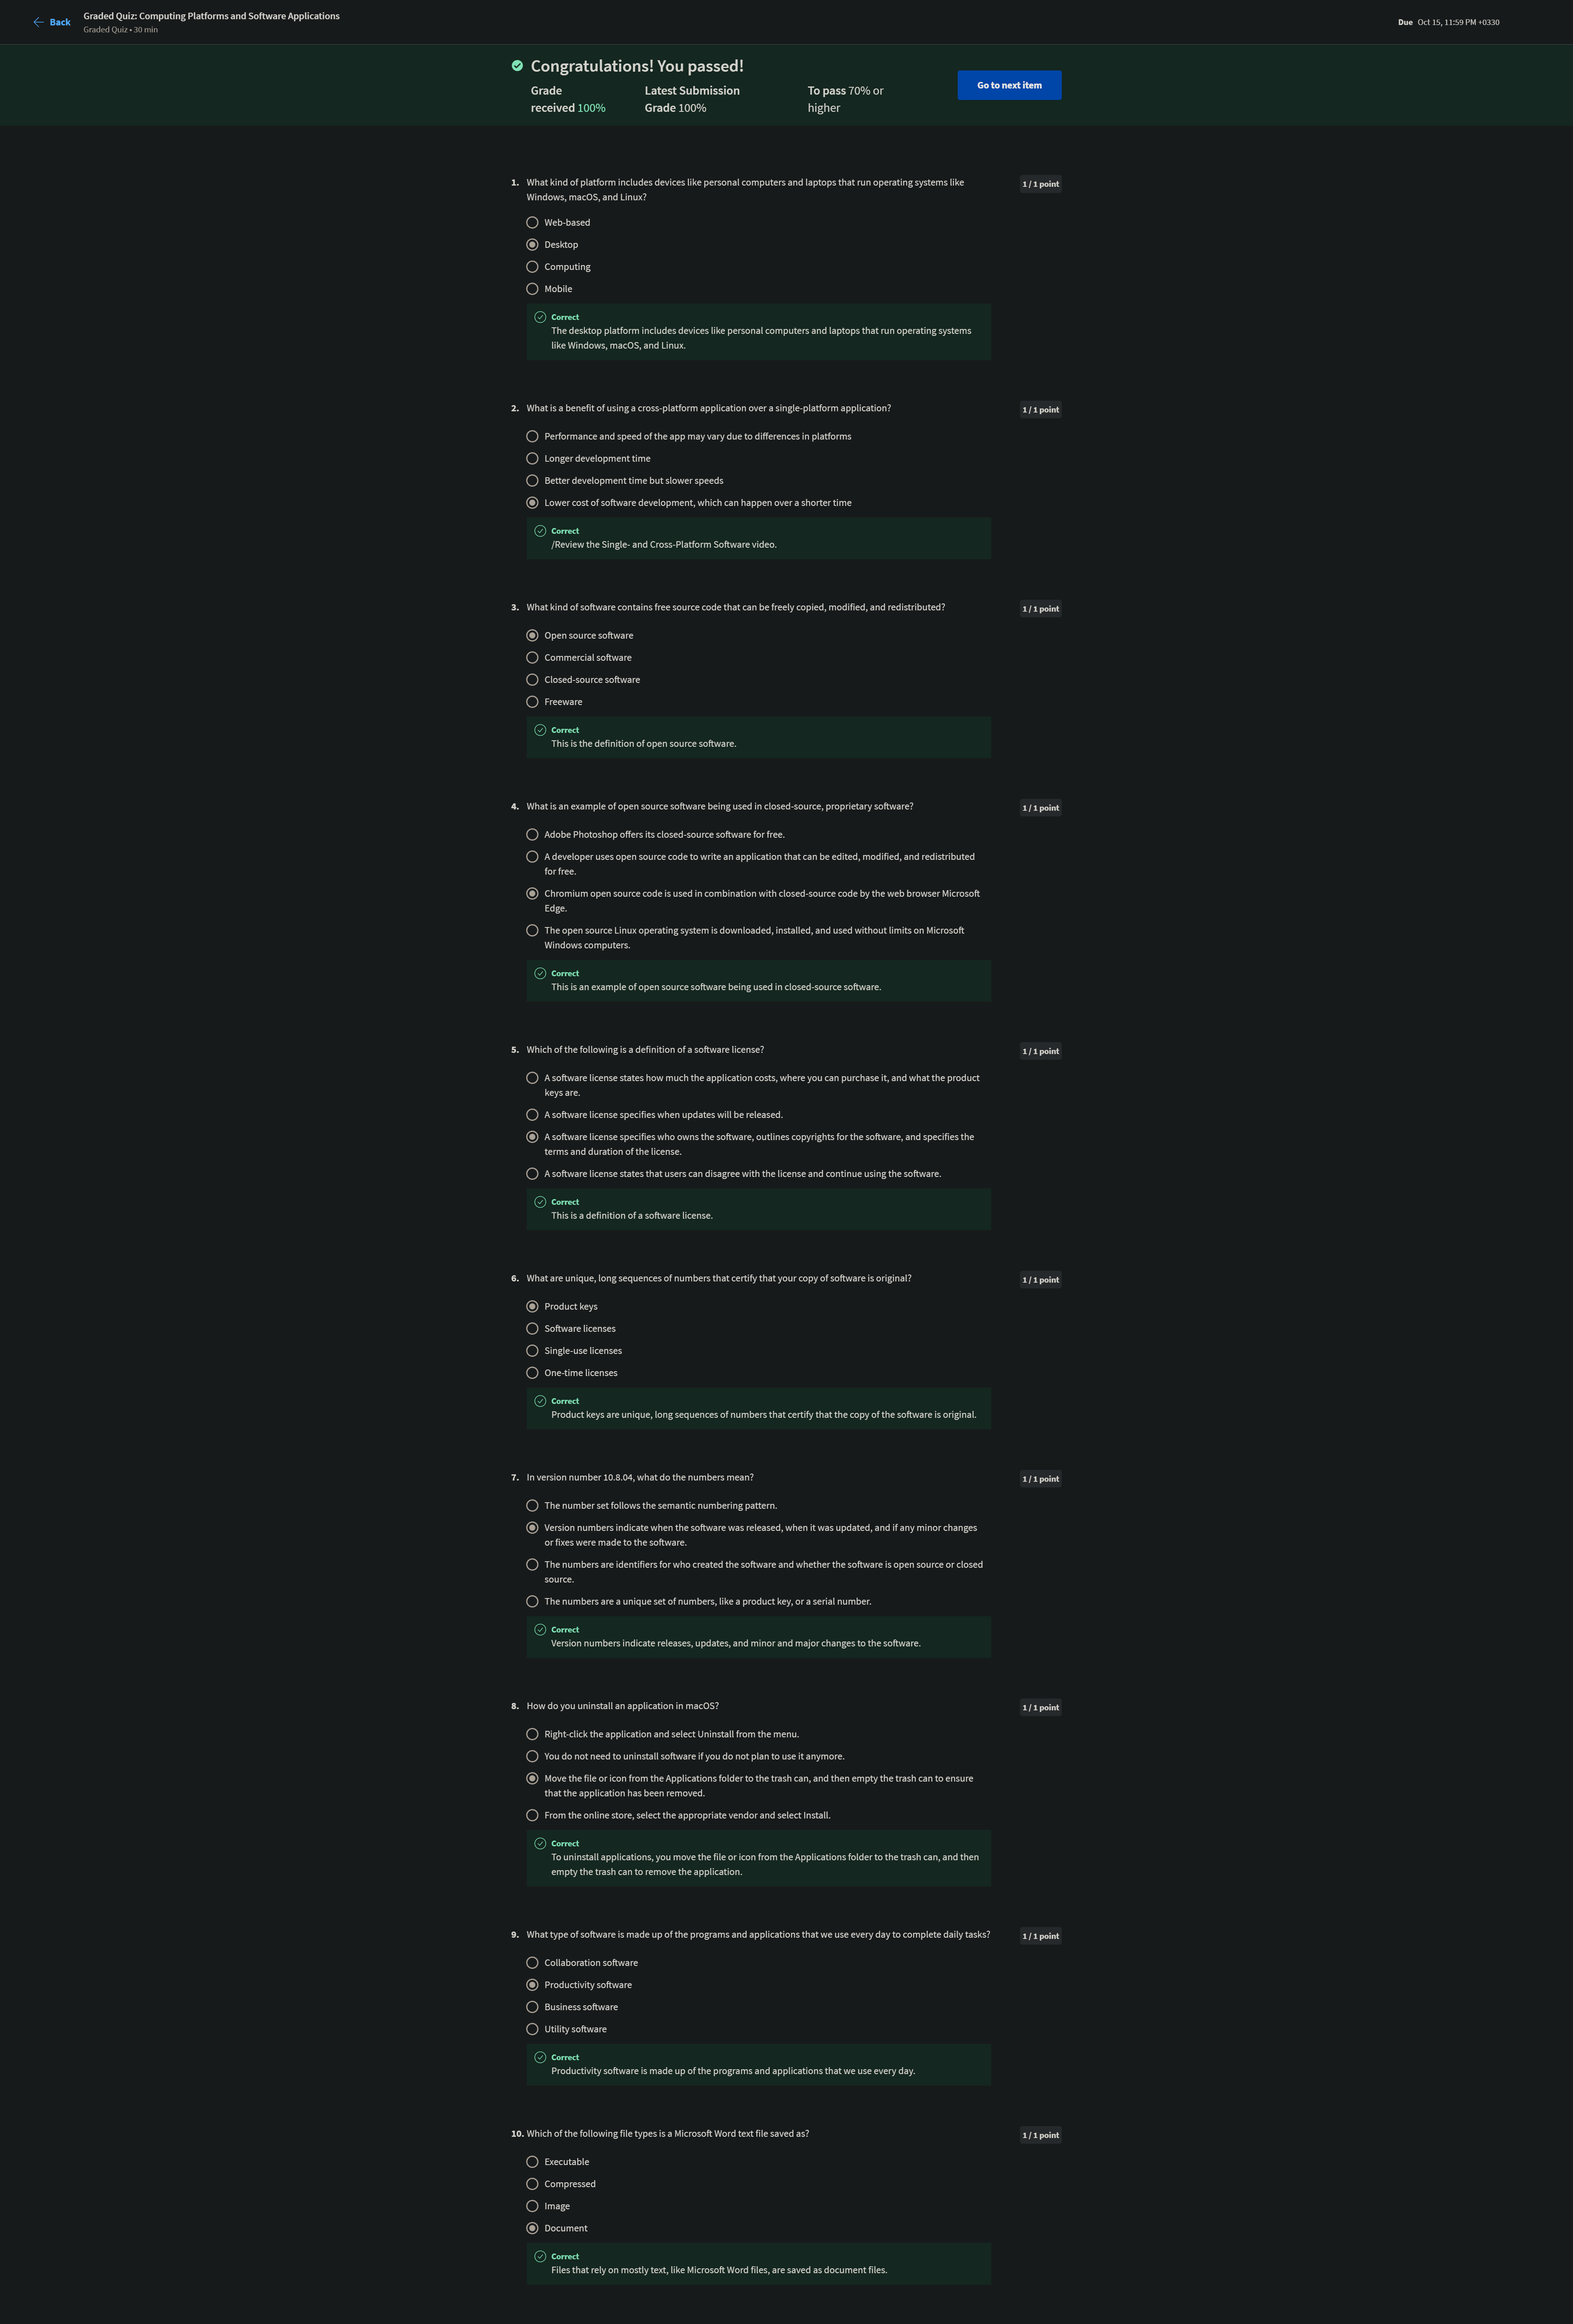 Back
Graded Quiz: Computing Platforms and Software Applications
Graded Quiz • 30 min
Due Oct 15, 11:59 PM +0330
Congratulations! You passed!
Grade received 100%
Latest Submission Grade 100%
To pass 70% or higher
Go to next item
1. What kind of platform includes devices like personal computers and laptops that run operating systems like
Windows, macOS, and Linux?
1 / 1 point
Web-based
Desktop
Computing
Mobile
Correct
The desktop platform includes devices like personal computers and laptops that run operating systems
like Windows, macOS, and Linux.
2. What is a benefit of using a cross-platform application over a single-platform application?
1 / 1 point
Performance and speed of the app may vary due to differences in platforms
Longer development time
Better development time but slower speeds
Lower cost of software development, which can happen over a shorter time
Correct
/Review the Single- and Cross-Platform Software video.
3. What kind of software contains free source code that can be freely copied, modified, and redistributed?
1 / 1 point
Open source software
Commercial software
Closed-source software
Freeware
Correct
This is the definition of open source software.
4. What is an example of open source software being used in closed-source, proprietary software?
1 / 1 point
Adobe Photoshop offers its closed-source software for free.
A developer uses open source code to write an application that can be edited, modified, and redistributed
for free.
Chromium open source code is used in combination with closed-source code by the web browser Microsoft
Edge.
The open source Linux operating system is downloaded, installed, and used without limits on Microsoft
Windows computers.
Correct
This is an example of open source software being used in closed-source software.
5. Which of the following is a definition of a software license?
1 / 1 point
A software license states how much the application costs, where you can purchase it, and what the product
keys are.
A software license specifies when updates will be released.
A software license specifies who owns the software, outlines copyrights for the software, and specifies the
terms and duration of the license.
A software license states that users can disagree with the license and continue using the software.
Correct
This is a definition of a software license.
6. What are unique, long sequences of numbers that certify that your copy of software is original?
1 / 1 point
Product keys
Software licenses
Single-use licenses
One-time licenses
Correct
Product keys are unique, long sequences of numbers that certify that the copy of the software is original.
7. In version number 10.8.04, what do the numbers mean?
1 / 1 point
The number set follows the semantic numbering pattern.
Version numbers indicate when the software was released, when it was updated, and if any minor changes
or fixes were made to the software.
The numbers are identifiers for who created the software and whether the software is open source or closed
source.
The numbers are a unique set of numbers, like a product key, or a serial number.
Correct
Version numbers indicate releases, updates, and minor and major changes to the software.
8. How do you uninstall an application in macOS?
1 / 1 point
Right-click the application and select Uninstall from the menu.
You do not need to uninstall software if you do not plan to use it anymore.
Move the file or icon from the Applications folder to the trash can, and then empty the trash can to ensure
that the application has been removed.
From the online store, select the appropriate vendor and select Install.
Correct
To uninstall applications, you move the file or icon from the Applications folder to the trash can, and then
empty the trash can to remove the application.
9. What type of software is made up of the programs and applications that we use every day to complete daily tasks?
1 / 1 point
Collaboration software
Productivity software
Business software
Utility software
Correct
Productivity software is made up of the programs and applications that we use every day.
10. Which of the following file types is a Microsoft Word text file saved as?
1 / 1 point
Executable
Compressed
Image
Document
Correct
Files that rely on mostly text, like Microsoft Word files, are saved as document files.